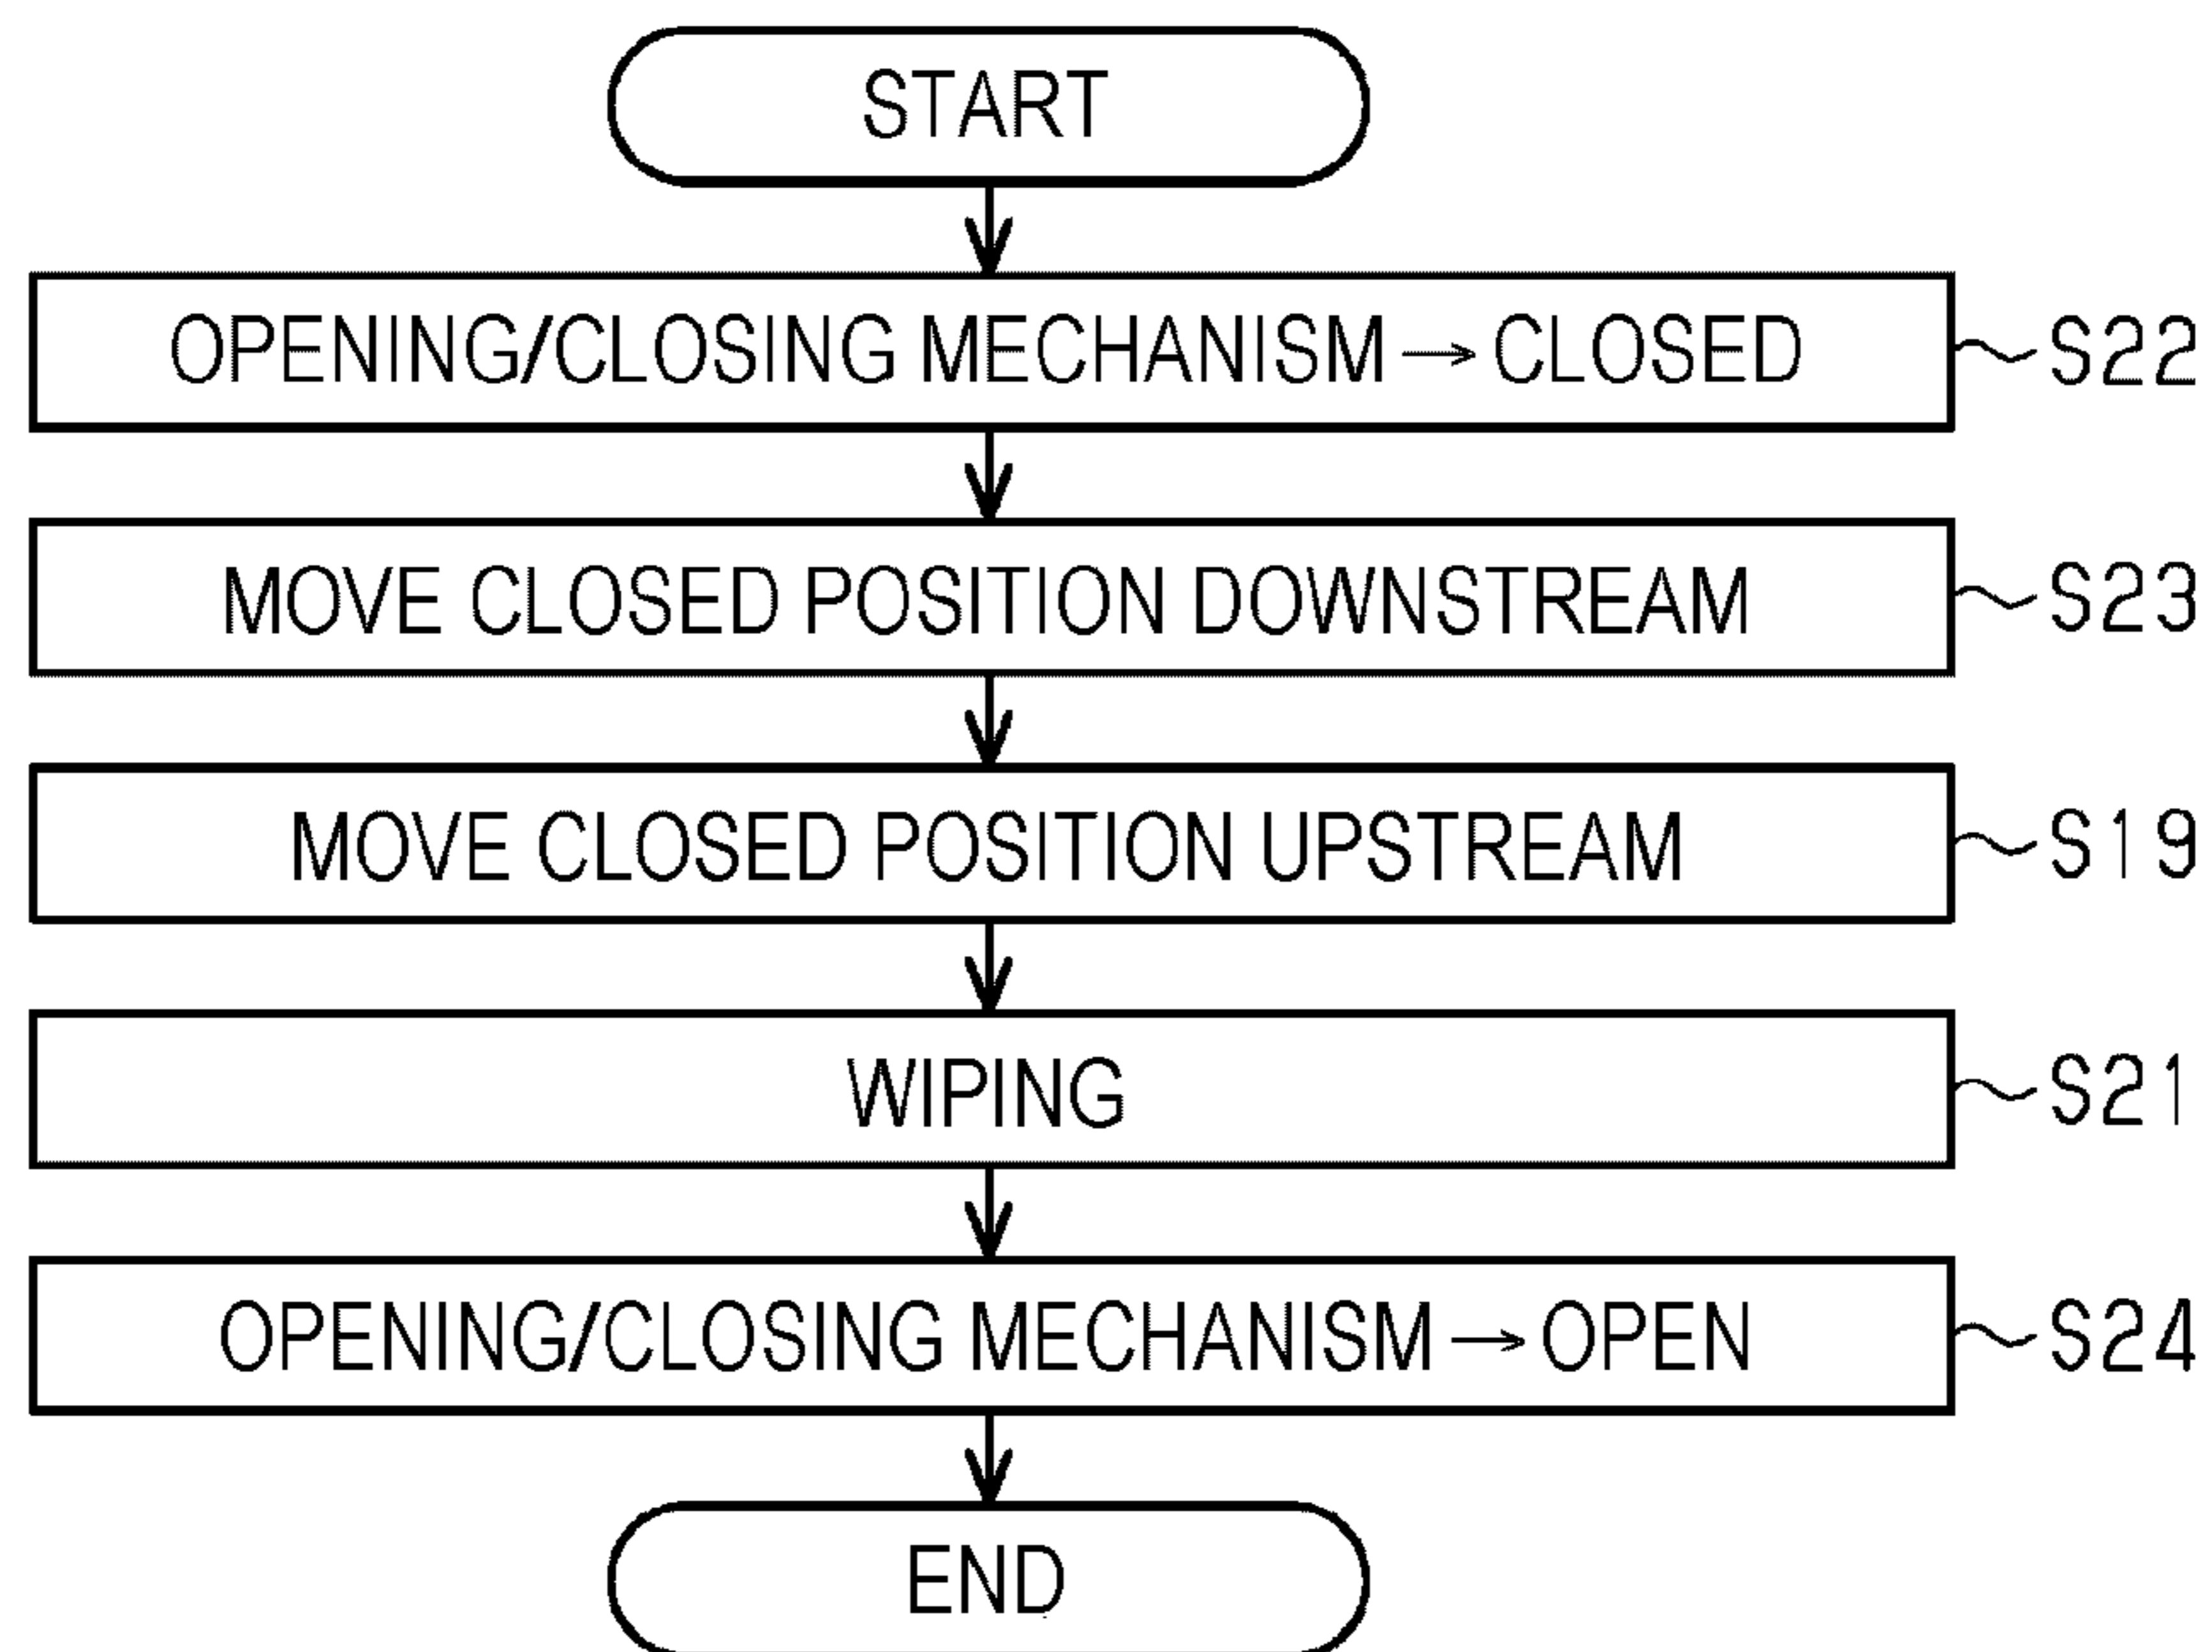 START
OPENING/CLOSING MECHANISM → CLOSED S22
MOVE CLOSED POSITION DOWNSTREAM S23
MOVE CLOSED POSITION UPSTREAM S19
WIPING S21
OPENING/CLOSING MECHANISM → OPEN S24
END